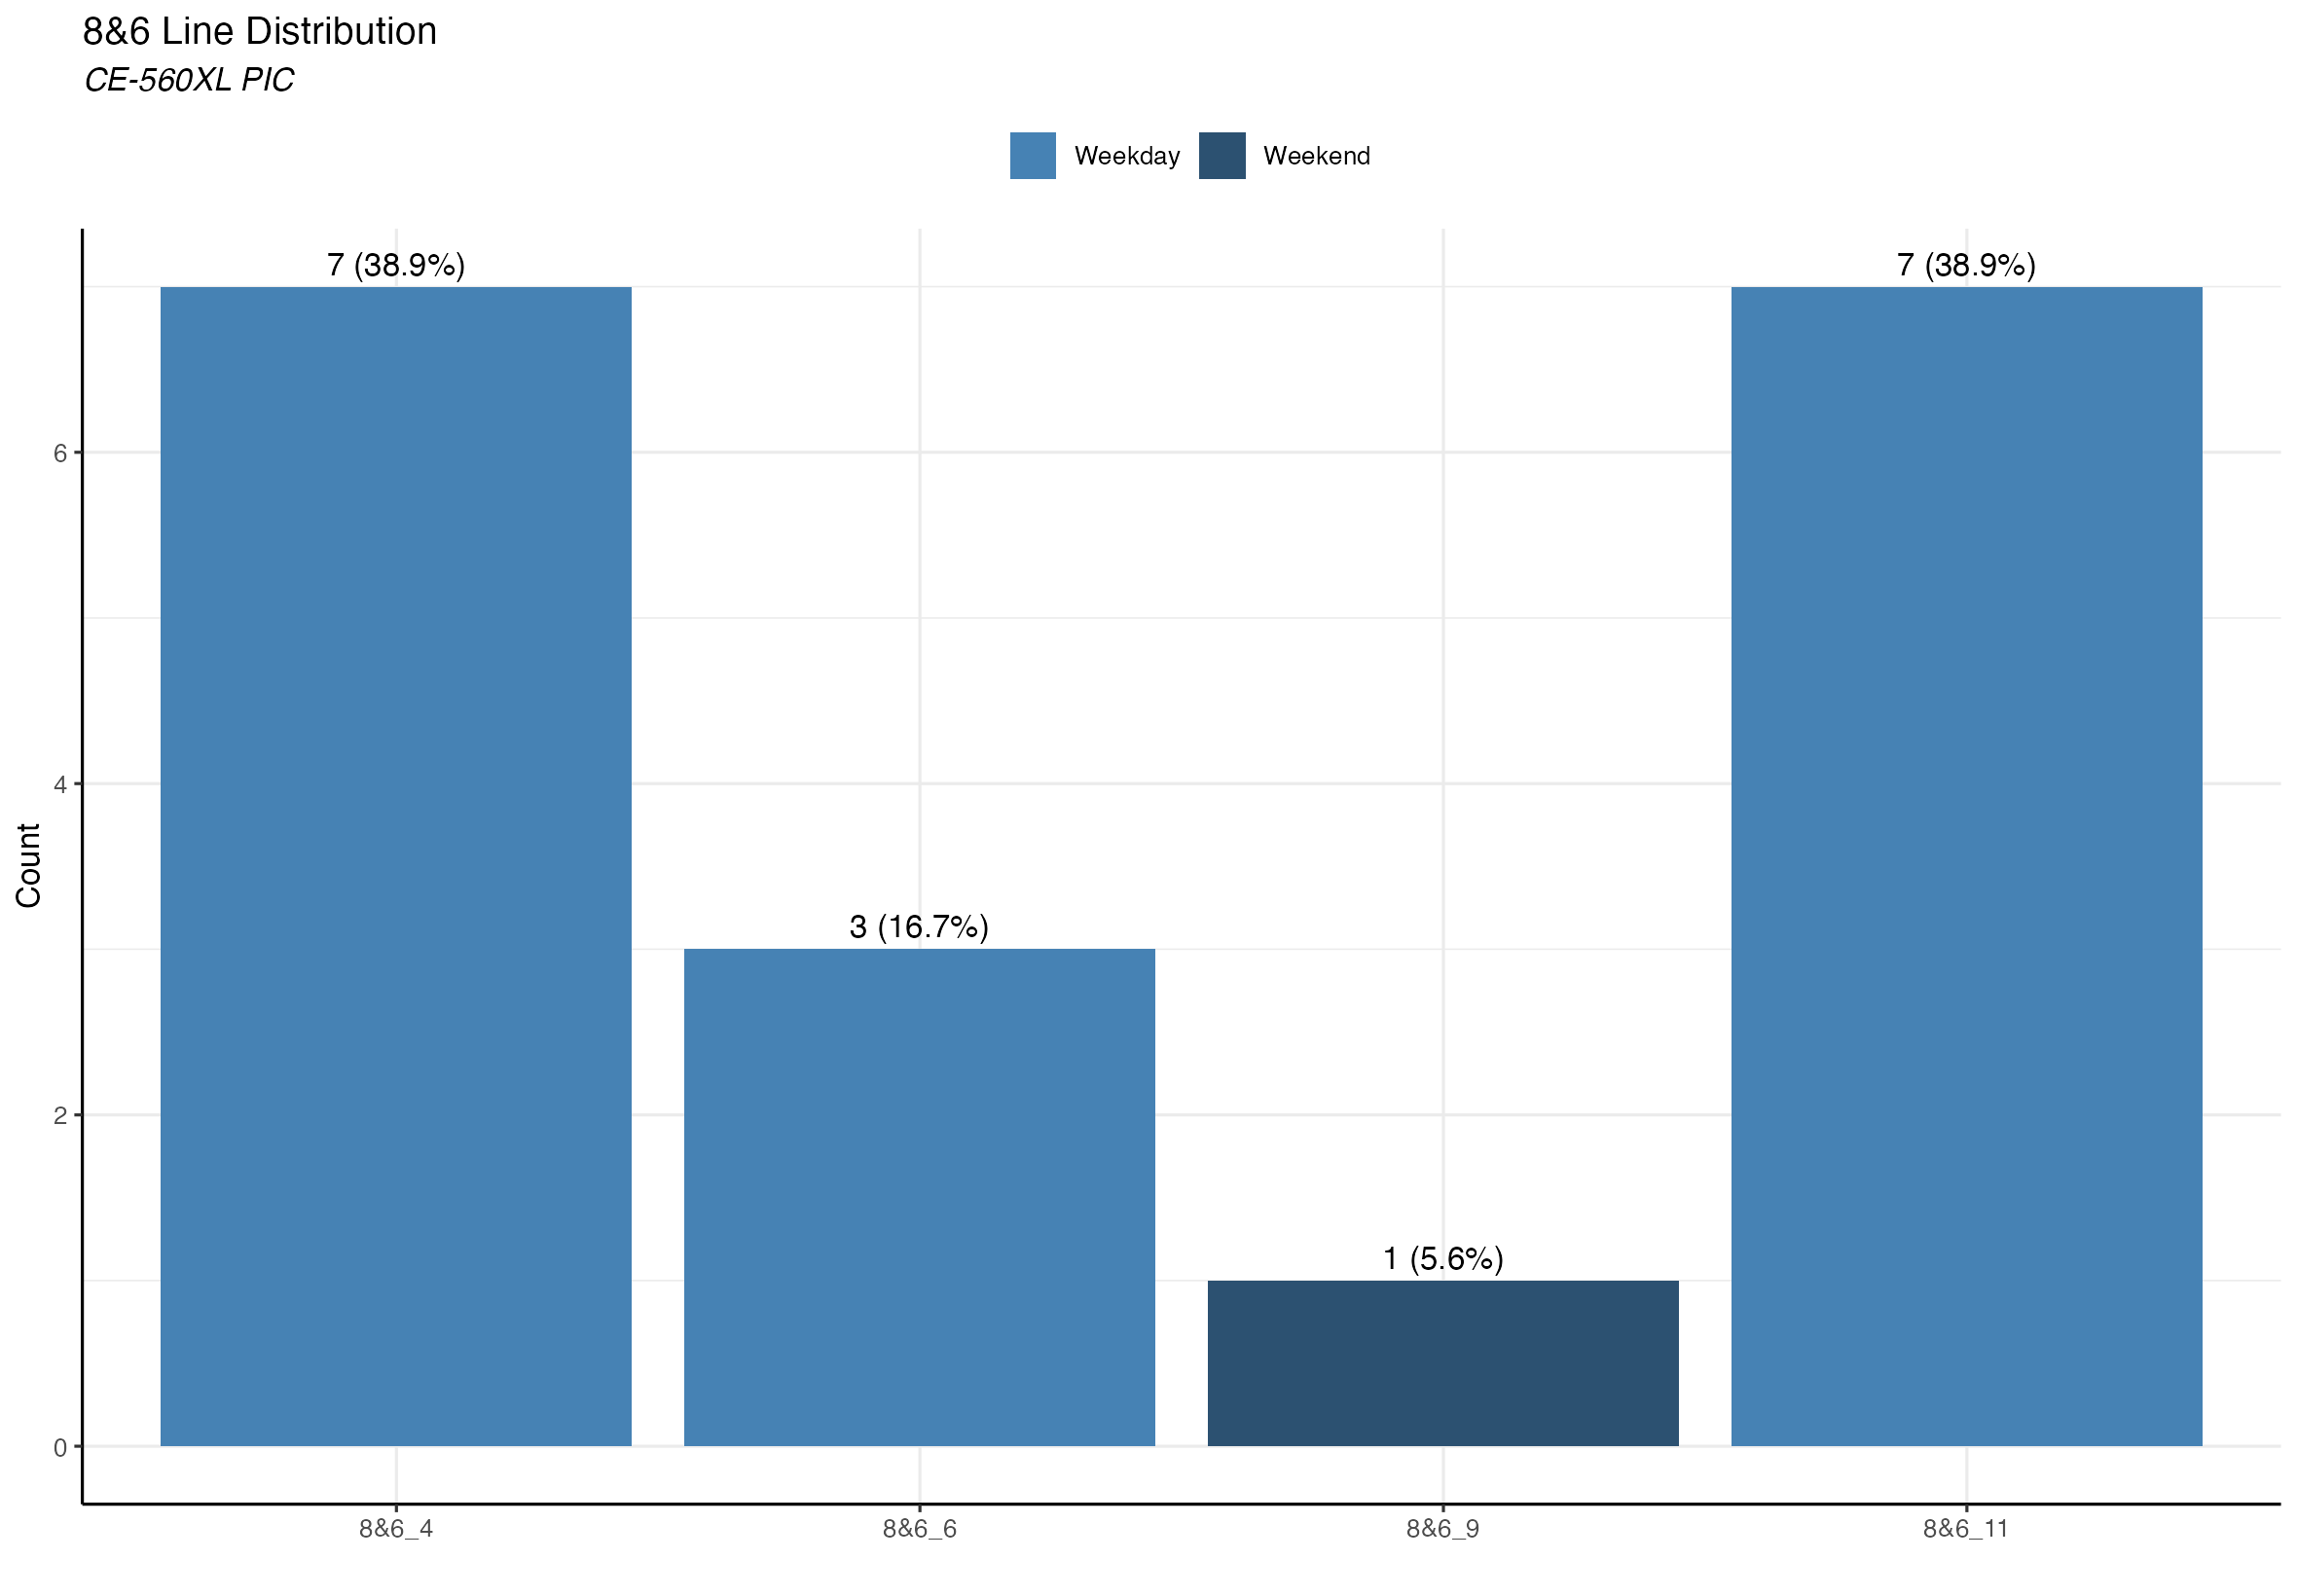 8&6 Line Distribution
CE-560XL PIC
Weekday Weekend
7 (38.9%) 7 (38.9%)
6
4
Count
3 (16.7%)
2
1 (5.6%)
0
8&6_4 8&6_6 8&6_9 8&6_11